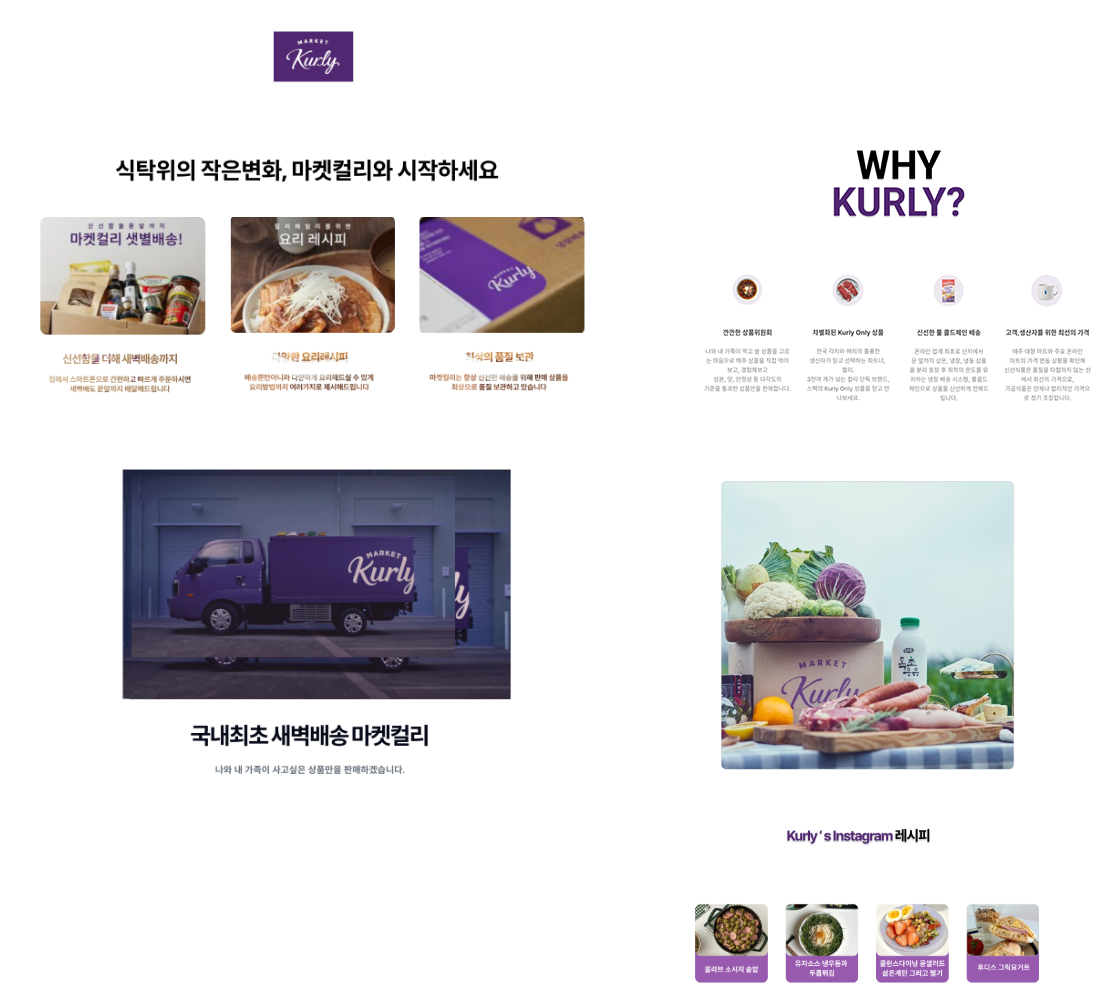 MARKET
Kurly
식탁위의 작은변화, 마켓컬리와 시작하세요
신선함을문앞까지
마켓컬리 샛별배송!
컬리패밀리를위한
요리 레시피
MARKET
Kurly
신선함을 더해 새벽배송까지
집에서 스마트폰으로 간편하고 빠르게 주문하시면
새벽에도 문앞까지 배달해드립니다
다양한 요리레시피
배송뿐만아니라 다양하게 요리해드실 수 있게
요리방법까지 여러가지로 제시해드립니다
최상의 품질 보관
마켓컬리는 항상 신선한 배송을 위해 판매 상품을
최상으로 품질 보관하고 있습니다
MARKET
Kurly
국내최초 새벽배송 마켓컬리
나와 내 가족이 사고싶은 상품만을 판매하겠습니다.
WHY
KURLY?
깐깐한 상품위원회
나와 내 가족이 먹고 쓸 상품을 고르
는 마음으로 매주 상품을 직접 먹어
보고, 경험해보고
성분, 맛, 안정성 등 다각도의
기준을 통과한 상품만을 판매합니다.
차별화된 Kurly Only 상품
전국 각지와 해외의 훌륭한
생산자가 믿고 선택하는 파트너,
컬리.
3천여 개가 넘는 컬리 단독 브랜드,
스펙의 Kurly Only 상품을 믿고 만
나보세요.
신선한 풀 콜드체인 배송
온라인 업계 최초로 산지에서
문 앞까지 상온, 냉장, 냉동 상품
을 분리 포장 후 최적의 온도를 유
지하는 냉장 배송 시스템, 풀콜드
체인으로 상품을 신선하게 전해드
립니다.
고객,생산자를 위한 최선의 가격
매주 대형 마트와 주요 온라인
마트의 가격 변동 상황을 확인해
신선식품은 품질을 타협하지 않는 선
에서 최선의 가격으로,
가공식품은 언제나 합리적인 가격으
로 정기 조정합니다.
MARKET
Kurly
Kurly ' s Instagram 레시피
올리브 소시지 솥밥
유자소스 냉우동과
두릅튀김
클린스다이닝 콩샐러드
삶은계란 그리고 딸기
후디스 그릭요거트